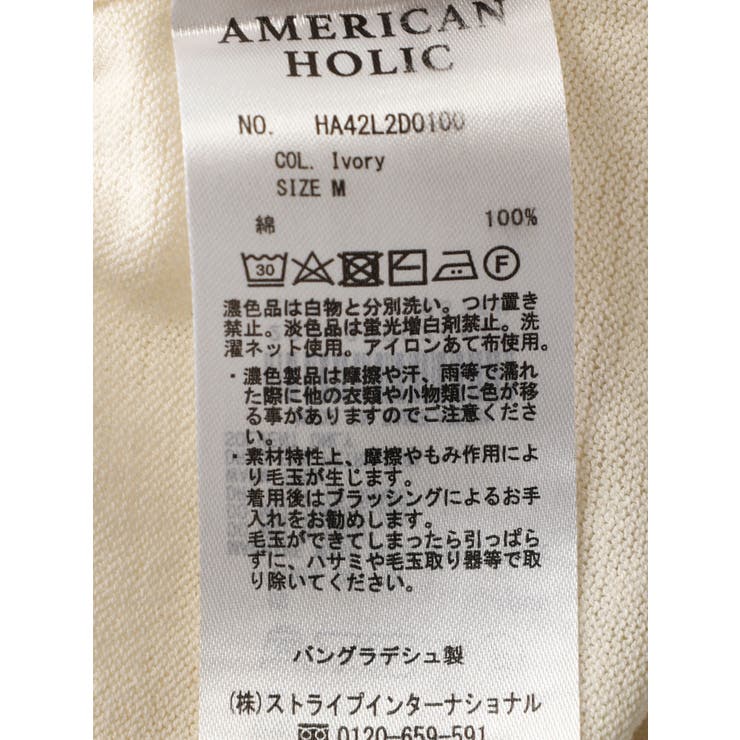 AMERICAN
HOLIC
NO. HA42L2D0100
COL. Ivory
SIZE M
綿 100%
30 F
濃色品は白物と分別洗い。つけ置き
禁止。淡色品は蛍光増白剤禁止。洗
濯ネット使用。アイロンあて布使用。
・濃色製品は摩擦や汗、雨等で濡れ
た際に他の衣類や小物類に色が移
る事がありますのでご注意くださ
い。
・素材特性上、摩擦やもみ作用によ
り毛玉が生じます。
着用後はブラッシングによるお手
入れをお勧めします。
毛玉ができてしまったら引っぱら
ずに、ハサミや毛玉取り器等で取
り除いてください。
バングラデシュ製
(株)ストライプインターナショナル
0120-659-591